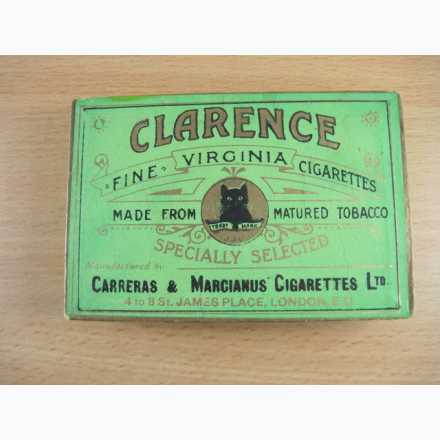 CLARENCE
FINE VIRGINIA CIGARETTES
MADE FROM MATURED TOBACCO
TRADE MARK
SPECIALLY SELECTED
Manufactured by
CARRERAS & MARCIANUS CIGARETTES LTD
4 to 8 ST. JAMES PLACE, LONDON, E.C.